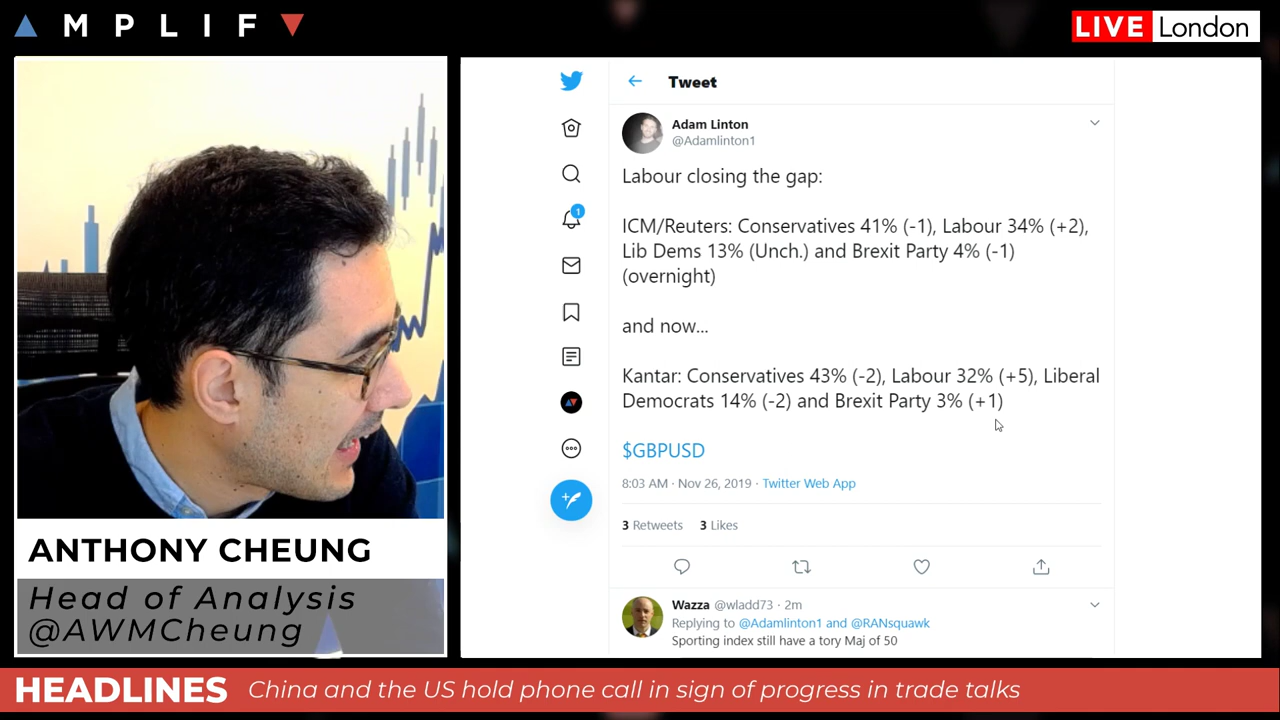 AMPLIFY
LIVE London
Tweet
Adam Linton
@Adamlinton1
Labour closing the gap:
ICM/Reuters: Conservatives 41% (-1), Labour 34% (+2),
Lib Dems 13% (Unch.) and Brexit Party 4% (-1)
(overnight)
and now...
Kantar: Conservatives 43% (-2), Labour 32% (+5), Liberal
Democrats 14% (-2) and Brexit Party 3% (+1)
$GBPUSD
8:03 AM · Nov 26, 2019 · Twitter Web App
3 Retweets 3 Likes
Wazza @wladd73 · 2m
Replying to @Adamlinton1 and @RANsquawk
Sporting index still have a tory Maj of 50
1
ANTHONY CHEUNG
Head of Analysis
@AWMCheung
HEADLINES China and the US hold phone call in sign of progress in trade talks